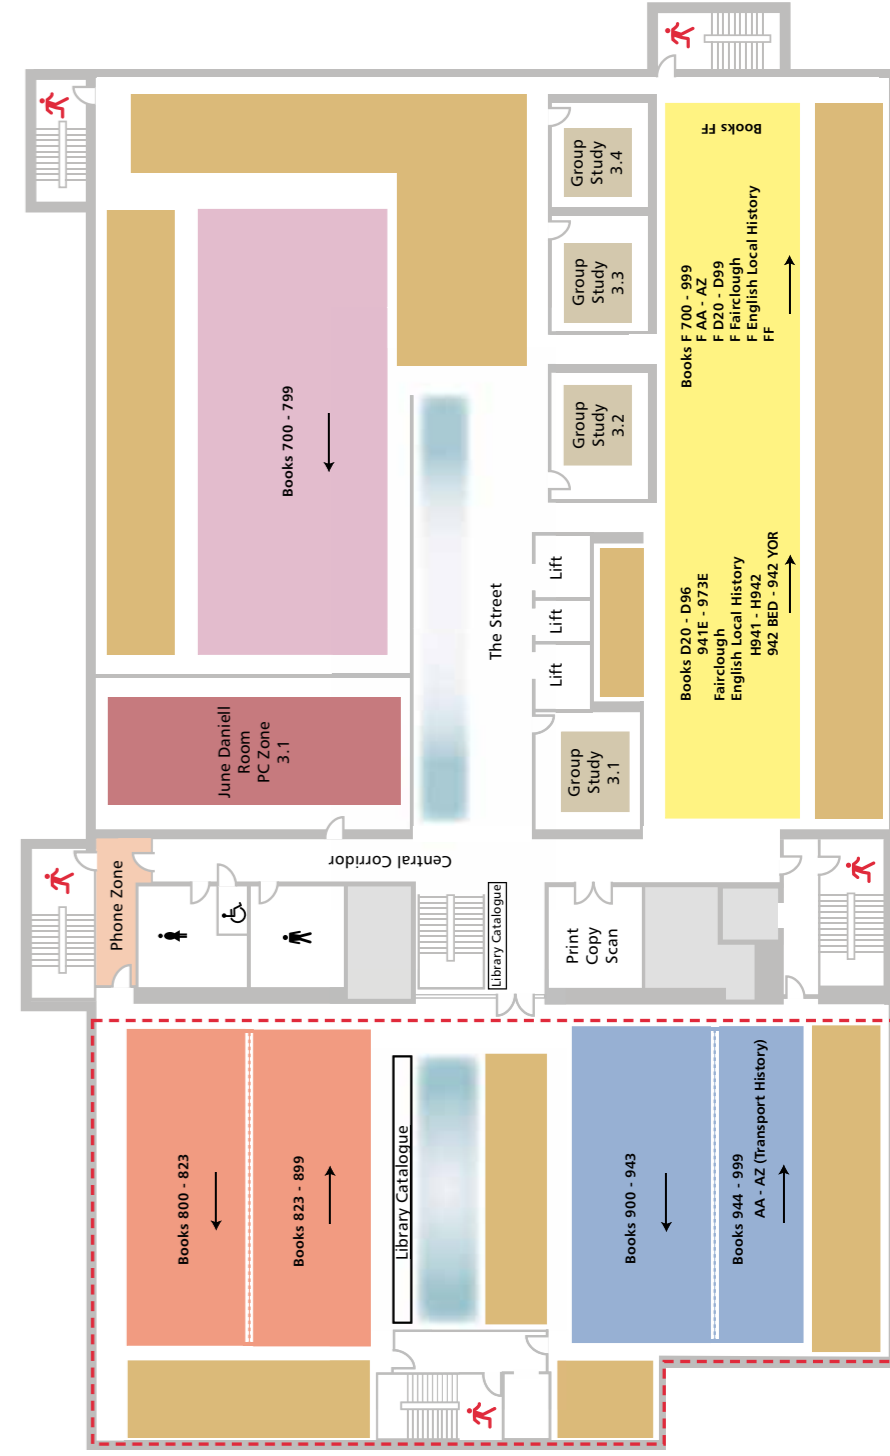 Books FF
Group
Study
3.4
Group
Study
3.3
Books F 700 - 999
F AA - AZ
F D20 - D99
F Fairclough
F English Local History
FF
Group
Study
3.2
Books 700 - 799
The Street
Lift
Lift
Lift
Books D20 - D96
941E - 973E
Fairclough
English Local History
H941 - H942
942 BED - 942 YOR
June Daniell
Room
PC Zone
3.1
Group
Study
3.1
Central Corridor
Phone Zone
Library Catalogue
Print
Copy
Scan
Books 800 - 823
Books 823 - 899
Library Catalogue
Books 900 - 943
Books 944 - 999
AA - AZ (Transport History)